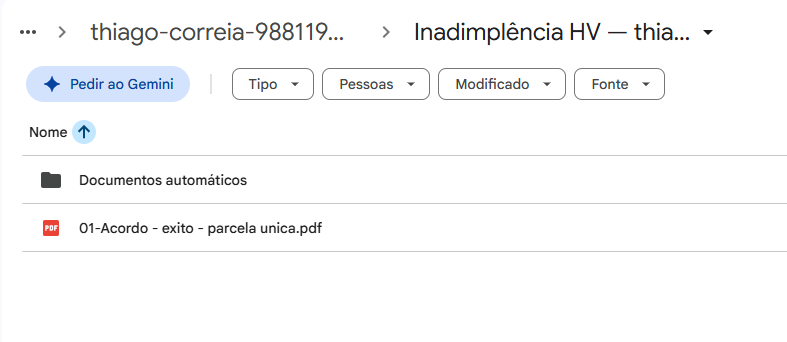 ... > thiago-correia-988119... > Inadimplência HV — thia...
Pedir ao Gemini Tipo Pessoas Modificado Fonte
Nome
Documentos automáticos
PDF 01-Acordo - exito - parcela unica.pdf